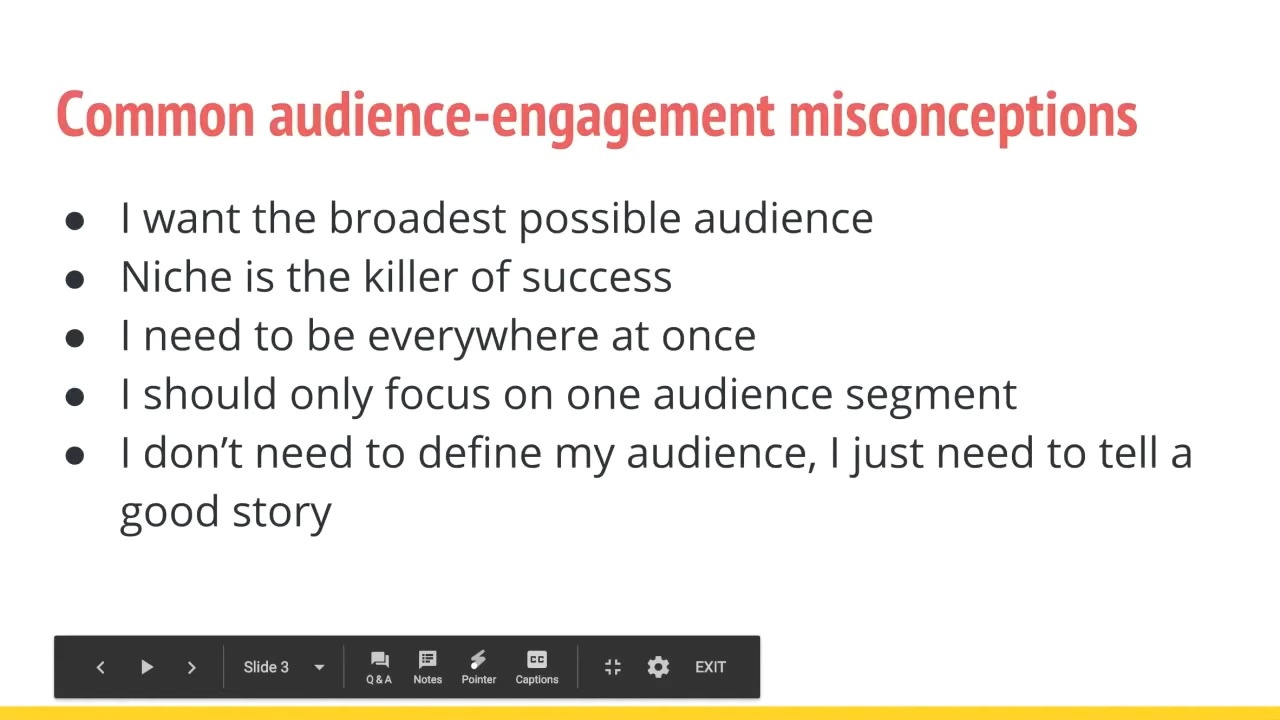 Common audience-engagement misconceptions
● I want the broadest possible audience
● Niche is the killer of success
● I need to be everywhere at once
● I should only focus on one audience segment
● I don’t need to define my audience, I just need to tell a
good story
Slide 3
Q & A
Notes
Pointer
CC
Captions
EXIT